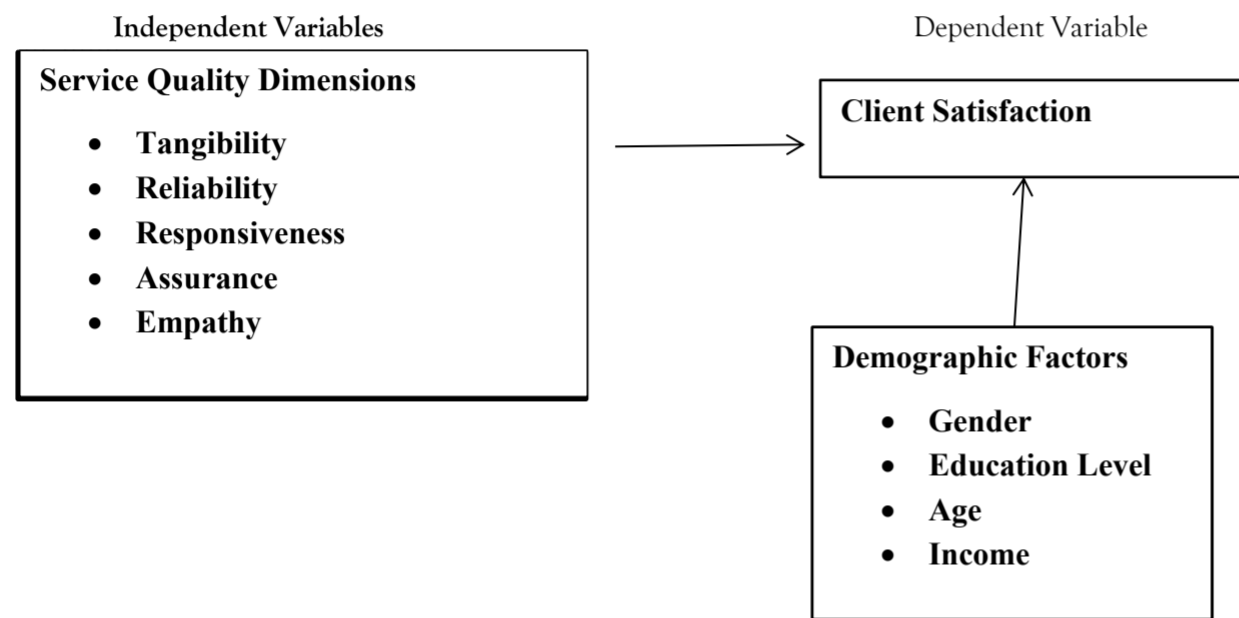 Independent Variables
Dependent Variable
Service Quality Dimensions
• Tangibility
• Reliability
• Responsiveness
• Assurance
• Empathy
Client Satisfaction
Demographic Factors
• Gender
• Education Level
• Age
• Income